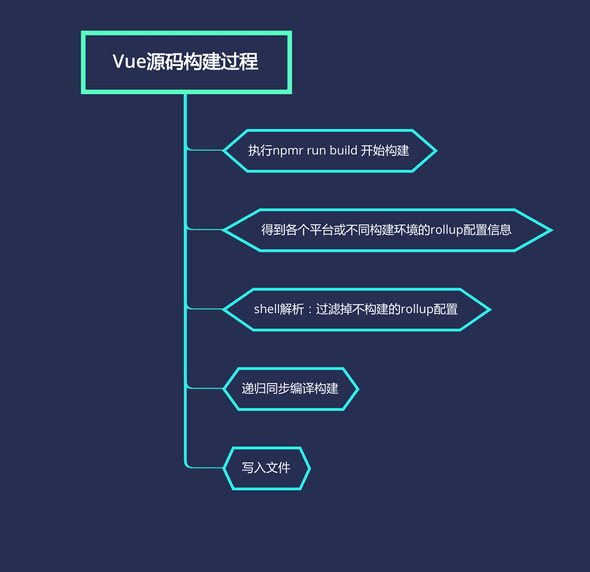 Vue源码构建过程
执行npmr run build 开始构建
得到各个平台或不同构建环境的rollup配置信息
shell解析：过滤掉不构建的rollup配置
递归同步编译构建
写入文件